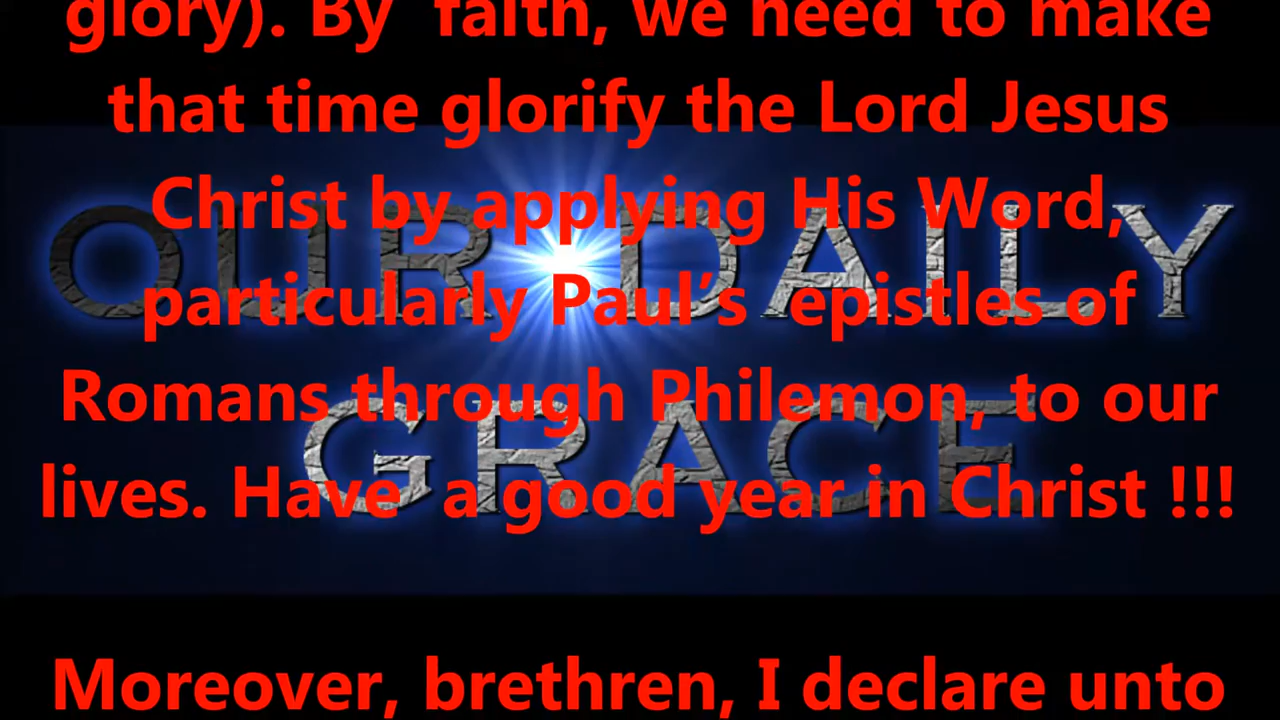 glory). By  faith, we need to make
that time glorify the Lord Jesus
Christ by applying His Word,
OUR DAILY
particularly Paul’s  epistles of
Romans through Philemon, to our
GRACE
lives. Have  a good year in Christ !!!
Moreover, brethren, I declare unto